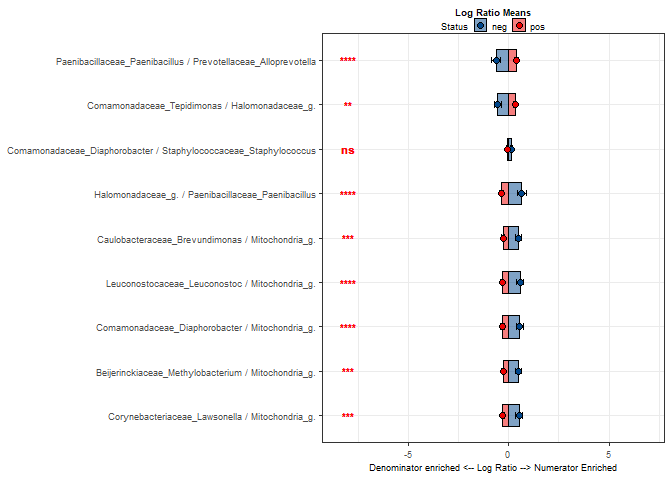 Log Ratio Means
Status neg pos
Paenibacillaceae_Paenibacillus / Prevotellaceae_Alloprevotella ****
Comamonadaceae_Tepidimonas / Halomonadaceae_g. **
Comamonadaceae_Diaphorobacter / Staphylococcaceae_Staphylococcus ns
Halomonadaceae_g. / Paenibacillaceae_Paenibacillus ****
Caulobacteraceae_Brevundimonas / Mitochondria_g. ***
Leuconostocaceae_Leuconostoc / Mitochondria_g. ****
Comamonadaceae_Diaphorobacter / Mitochondria_g. ****
Beijerinckiaceae_Methylobacterium / Mitochondria_g. ***
Corynebacteriaceae_Lawsonella / Mitochondria_g. ***
-5 0 5
Denominator enriched <-- Log Ratio --> Numerator Enriched